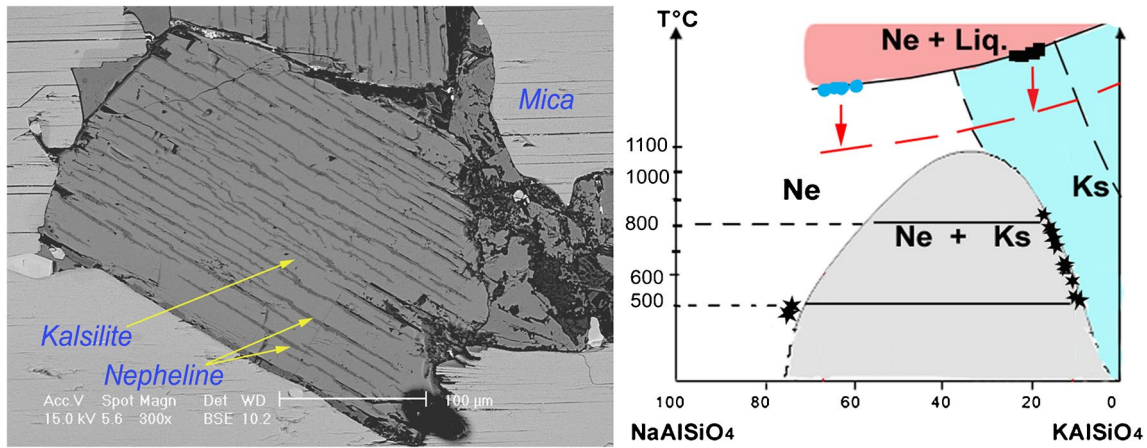 Mica
Kalsilite
Nepheline
Acc.V Spot Magn Det WD
15.0 kV 5.6 300x BSE 10.2
100 µm
T°C
Ne + Liq.
1100
1000
800
600
500
Ne
Ks
Ne + Ks
100 80 60 40 20 0
NaAlSiO4 KAlSiO4